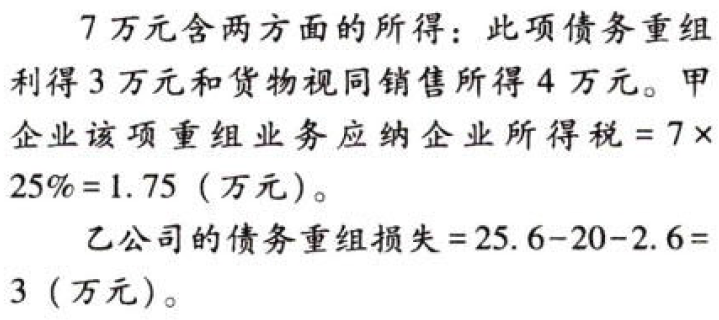 7万元含两方面的所得：此项债务重组
利得3万元和货物视同销售所得4万元。甲
企业该项重组业务应纳企业所得税=7×
25%=1.75（万元）。
乙公司的债务重组损失=25.6-20-2.6=
3（万元）。